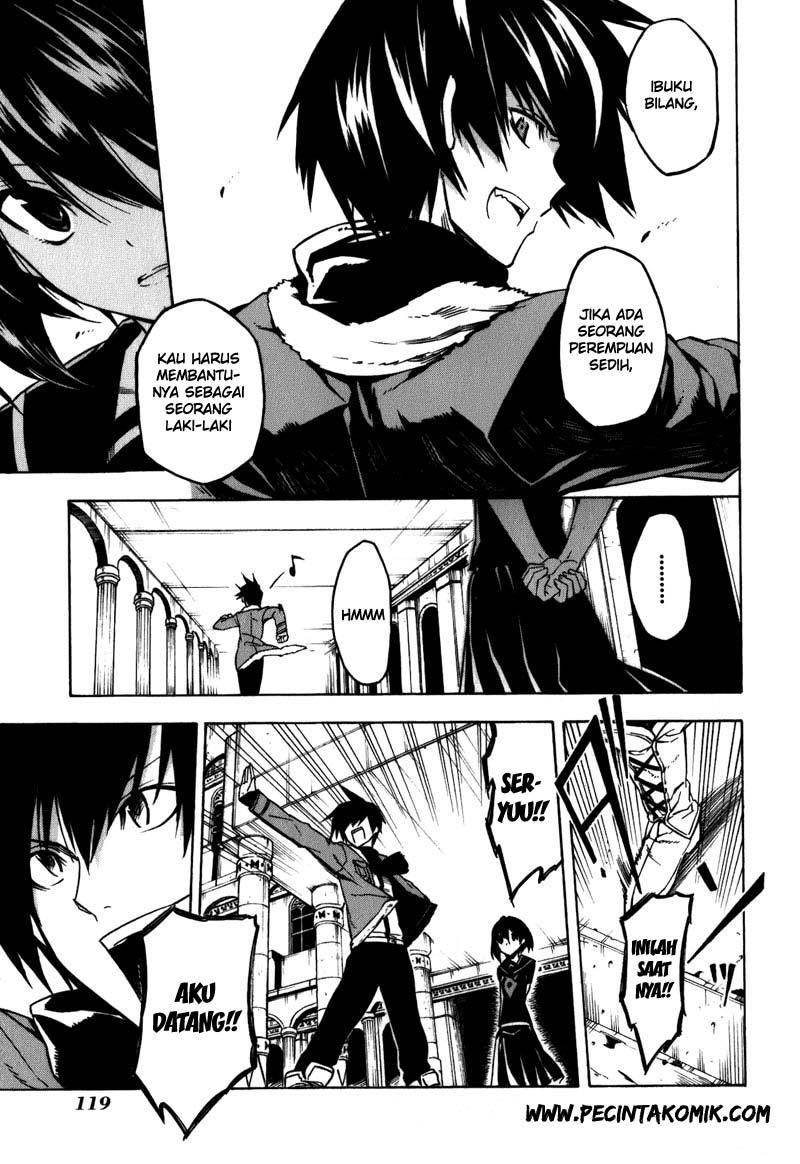 IBUKU
BILANG,
JIKA ADA
SEORANG
PEREMPUAN
SEDIH,
KAU HARUS
MEMBANTU-
NYA SEBAGAI
SEORANG
LAKI-LAKI
.........
HMMM
INILAH
SAAT
NYA!!
SER-
YUU!!
AKU
DATANG!!
119
WWW.PECINTAKOMIK.COM